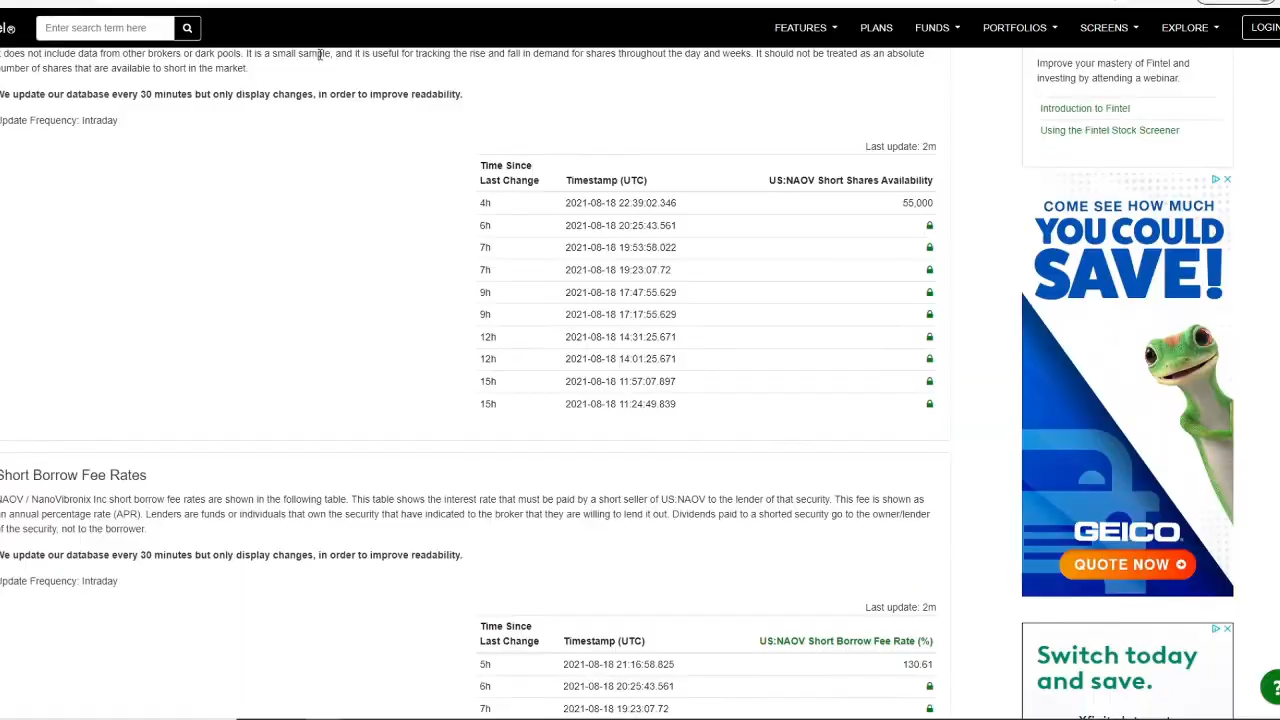 el®
Enter search term here
FEATURES
PLANS
FUNDS
PORTFOLIOS
SCREENS
EXPLORE
LOGIN
does not include data from other brokers or dark pools. It is a small sample, and it is useful for tracking the rise and fall in demand for shares throughout the day and weeks. It should not be treated as an absolute
umber of shares that are available to short in the market.
We update our database every 30 minutes but only display changes, in order to improve readability.
Update Frequency: Intraday
Last update: 2m
Time Since
Last Change Timestamp (UTC) US:NAOV Short Shares Availability
4h 2021-08-18 22:39:02.346 55,000
6h 2021-08-18 20:25:43.561
7h 2021-08-18 19:53:58.022
7h 2021-08-18 19:23:07.72
9h 2021-08-18 17:47:55.629
9h 2021-08-18 17:17:55.629
12h 2021-08-18 14:31:25.671
12h 2021-08-18 14:01:25.671
15h 2021-08-18 11:57:07.897
15h 2021-08-18 11:24:49.839
Short Borrow Fee Rates
NAOV / NanoVibronix Inc short borrow fee rates are shown in the following table. This table shows the interest rate that must be paid by a short seller of US:NAOV to the lender of that security. This fee is shown as
an annual percentage rate (APR). Lenders are funds or individuals that own the security that have indicated to the broker that they are willing to lend it out. Dividends paid to a shorted security go to the owner/lender
of the security, not to the borrower.
We update our database every 30 minutes but only display changes, in order to improve readability.
Update Frequency: Intraday
Last update: 2m
Time Since
Last Change Timestamp (UTC) US:NAOV Short Borrow Fee Rate (%)
5h 2021-08-18 21:16:58.825 130.61
6h 2021-08-18 20:25:43.561
7h 2021-08-18 19:23:07.72
Improve your mastery of Fintel and
investing by attending a webinar.
Introduction to Fintel
Using the Fintel Stock Screener
COME SEE HOW MUCH
YOU COULD
SAVE!
GEICO
QUOTE NOW
Switch today
and save.
?